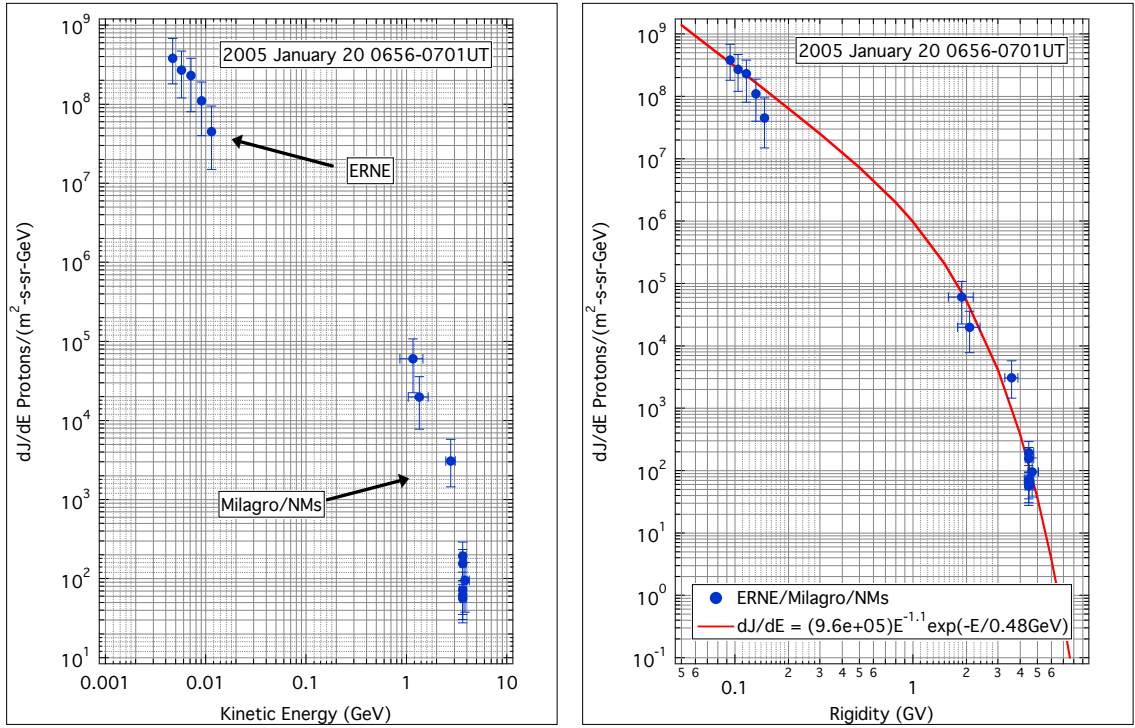 2005 January 20 0656-0701UT
ERNE
Milagro/NMs
dJ/dE Protons/(m²-s-sr-GeV)
10⁹
10⁸
10⁷
10⁶
10⁵
10⁴
10³
10²
10¹
0.001
0.01
0.1
1
10
Kinetic Energy (GeV)
2005 January 20 0656-0701UT
dJ/dE Protons/(m²-s-sr-GeV)
10⁹
10⁸
10⁷
10⁶
10⁵
10⁴
10³
10²
10¹
10⁰
10⁻¹
ERNE/Milagro/NMs
dJ/dE = (9.6e+05)E⁻¹·¹exp(-E/0.48GeV)
5 6 2 3 4 5 6 2 3 4 5 6
0.1 1
Rigidity (GV)